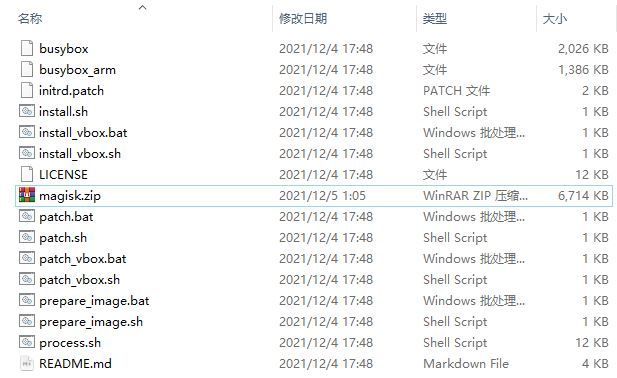 名称 修改日期 类型 大小
busybox 2021/12/4 17:48 文件 2,026 KB
busybox_arm 2021/12/4 17:48 文件 1,386 KB
initrd.patch 2021/12/4 17:48 PATCH 文件 2 KB
install.sh 2021/12/4 17:48 Shell Script 1 KB
install_vbox.bat 2021/12/4 17:48 Windows 批处理... 1 KB
install_vbox.sh 2021/12/4 17:48 Shell Script 1 KB
LICENSE 2021/12/4 17:48 文件 12 KB
magisk.zip 2021/12/5 1:05 WinRAR ZIP 压缩... 6,714 KB
patch.bat 2021/12/4 17:48 Windows 批处理... 1 KB
patch.sh 2021/12/4 17:48 Shell Script 1 KB
patch_vbox.bat 2021/12/4 17:48 Windows 批处理... 1 KB
patch_vbox.sh 2021/12/4 17:48 Shell Script 1 KB
prepare_image.bat 2021/12/4 17:48 Windows 批处理... 1 KB
prepare_image.sh 2021/12/4 17:48 Shell Script 1 KB
process.sh 2021/12/4 17:48 Shell Script 12 KB
README.md 2021/12/4 17:48 Markdown File 4 KB